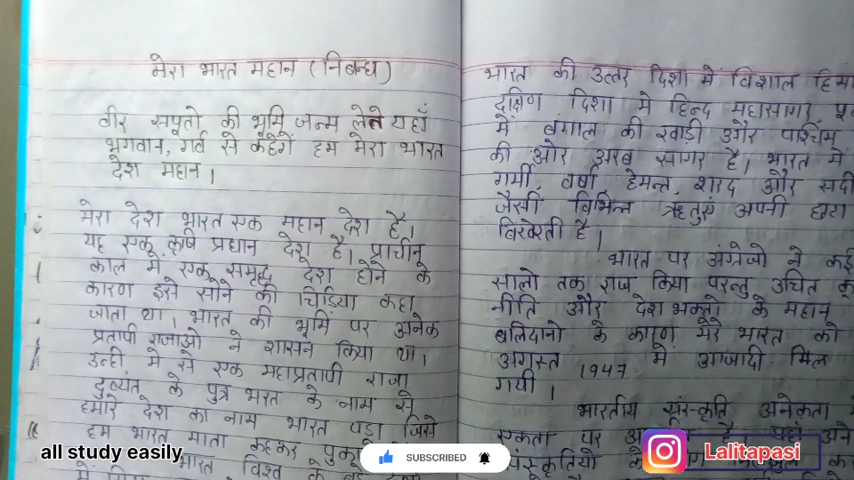 मेरा भारत महान (निबन्ध)
वीर सपूतो की भूमि जन्म लेते यहाँ
भगवान, गर्व से कहेगें हम मेरा भारत
देश महान।
मेरा देश भारत एक महान देश है।
यह एक कृषि प्रधान देश है। प्राचीन
काल में एक समृद्ध देश होने के
कारण इसे सोने की चिड़िया कहा
जाता था। भारत की भूमि पर अनेक
प्रतापी राजाओ ने शासन किया था।
उन्ही मे से एक महाप्रतापी राजा
दुष्यंत के पुत्र भरत के नाम से
हमारे देश का नाम भारत पड़ा जिसे
हम भारत माता कहकर
भारत विश्व के
भारत की उत्तर दिशा में विशाल
दक्षिण दिशा मे हिन्द महासागर
में बंगाल की खाड़ी और पश्चिम
की ओर अरब सागर है। भारत में
गर्मी, वर्षा हेमन्त, शरद और
जैसी विभिन्न ऋतुएं अपनी छटा
बिखेरती है।
भारत पर अंग्रेजो ने कई
सालो तक राज किया परन्तु उचित
नीति और देश भक्तो के महान
बलिदानो के कारण मेरे भारत को
अगस्त 1947 में आजादी मिल
गयी।
भारतीय संस्कृति अनेकता
एकता पर
संस्कृतियो
all study easily
SUBSCRIBED
Lalitapasi